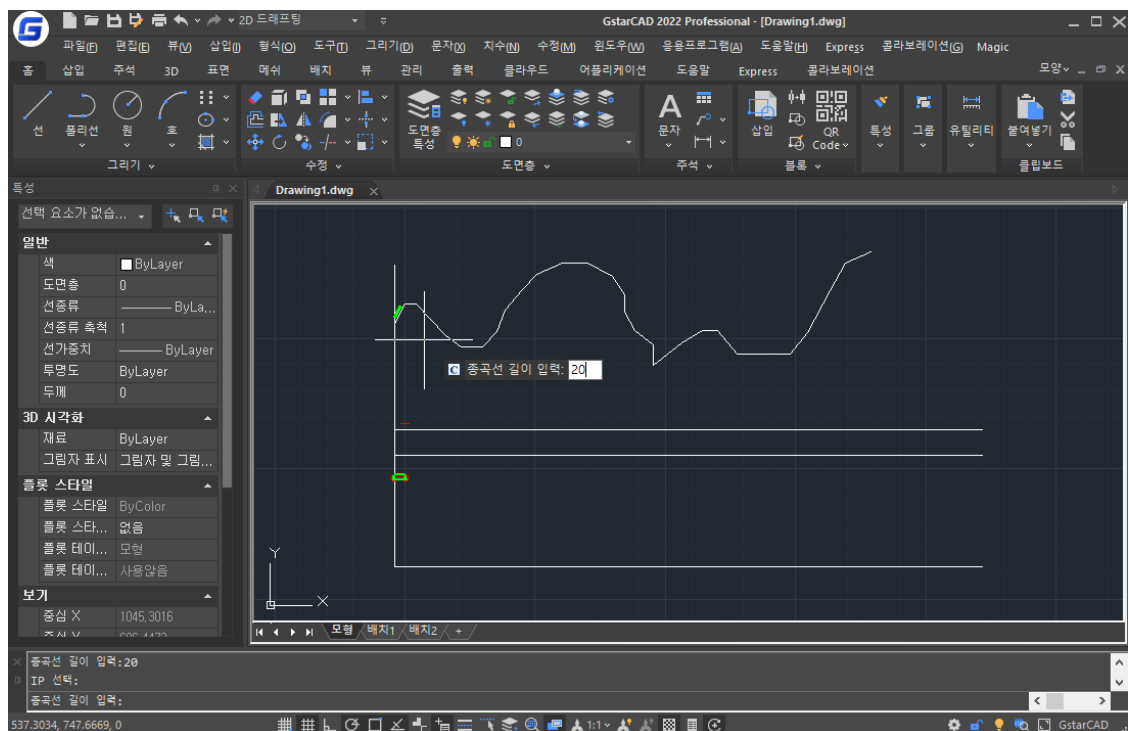 2D 드래프팅
GstarCAD 2022 Professional - [Drawing1.dwg]
파일(F) 편집(E) 뷰(V) 삽입(I) 형식(O) 도구(T) 그리기(D) 문자(X) 치수(N) 수정(M) 윈도우(W) 응용프로그램(A) 도움말(H) Express 콜라보레이션(G) Magic
홈 삽입 주석 3D 표면 메쉬 배치 뷰 관리 출력 클라우드 어플리케이션 도움말 Express 콜라보레이션 모양
선 폴리선 원 호
도면층
특성
0
문자 삽입 QR
Code
특성 그룹 유틸리티 붙여넣기
그리기 수정 도면층 주석 블록 클립보드
특성
Drawing1.dwg
선택 요소가 없습...
일반
색 ByLayer
도면층 0
선종류 ByLa...
선종류 축척 1
선가중치 ByLayer
투명도 ByLayer
두께 0
3D 시각화
재료 ByLayer
그림자 표시 그림자 및 그림...
플롯 스타일
플롯 스타일 ByColor
플롯 스타... 없음
플롯 테이... 모형
플롯 테이... 사용않음
보기
중심 X 1045,3016
C 종곡선 길이 입력: 20
Y
X
모형 배치1 배치2 +
종곡선 길이 입력:20
IP 선택:
종곡선 길이 입력:
537.3034, 747.6669, 0
1:1
GstarCAD